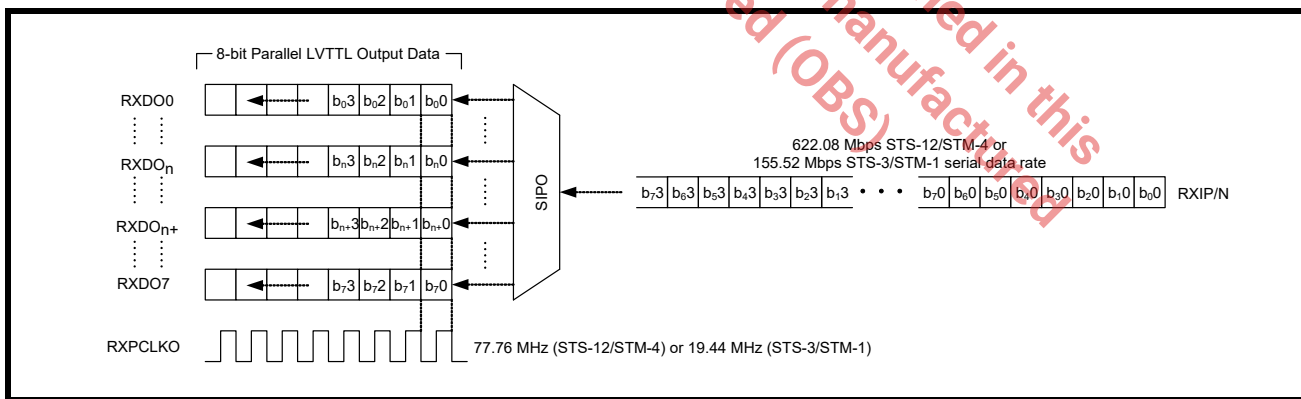 8-bit Parallel LVTTL Output Data
RXDO0
b03 b02 b01 b00
RXDOn
bn3 bn2 bn1 bn0
RXDOn+
bn+3 bn+2 bn+1 bn+0
RXDO7
b73 b72 b71 b70
SIPO
622.08 Mbps STS-12/STM-4 or
155.52 Mbps STS-3/STM-1 serial data rate
b73 b63 b53 b43 b33 b23 b13 • • • b70 b60 b50 b40 b30 b20 b10 b00
RXIP/N
RXPCLKO
77.76 MHz (STS-12/STM-4) or 19.44 MHz (STS-3/STM-1)
in this
manufactured
(OBS)